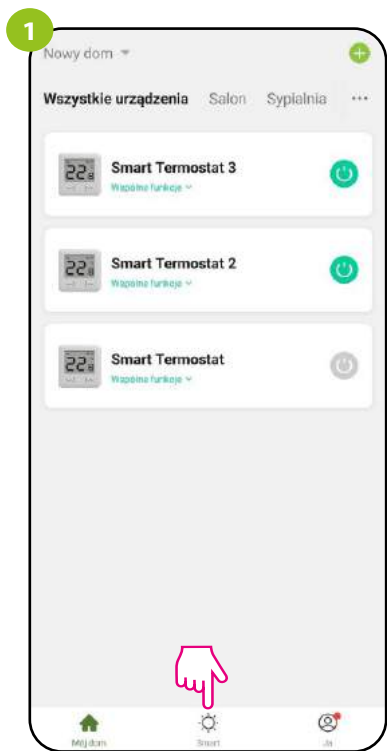 1
Nowy dom
Wszystkie urządzenia Salon Sypialnia ...
22
Smart Termostat 3
Wspólne funkcje
22
Smart Termostat 2
Wspólne funkcje
22
Smart Termostat
Wspólne funkcje
Mój dom Smart Ja